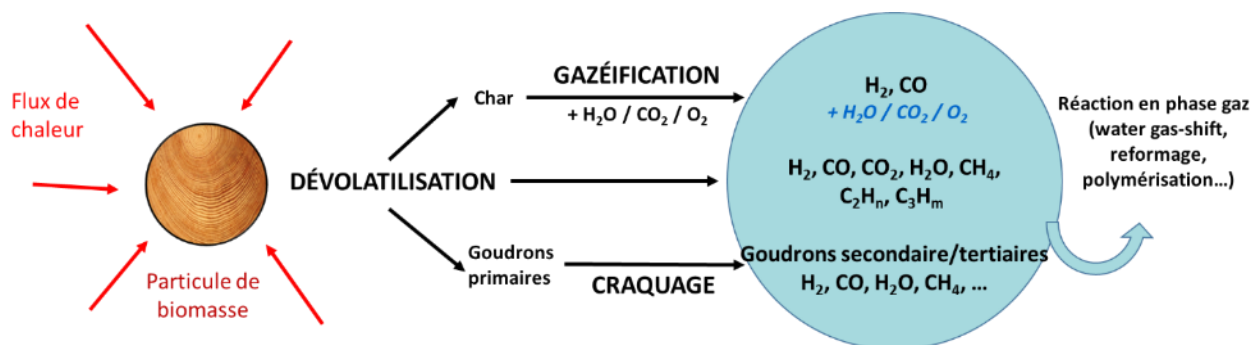 Flux de
chaleur
Particule de
biomasse
DÉVOLATILISATION
Char
GAZÉIFICATION
+ H₂O / CO₂ / O₂
Goudrons
primaires
CRAQUAGE
H₂, CO
+ H₂O / CO₂ / O₂
H₂, CO, CO₂, H₂O, CH₄,
C₂Hₙ, C₃Hₘ
Goudrons secondaire/tertiaires
H₂, CO, H₂O, CH₄, ...
Réaction en phase gaz
(water gas-shift,
reformage,
polymérisation...)